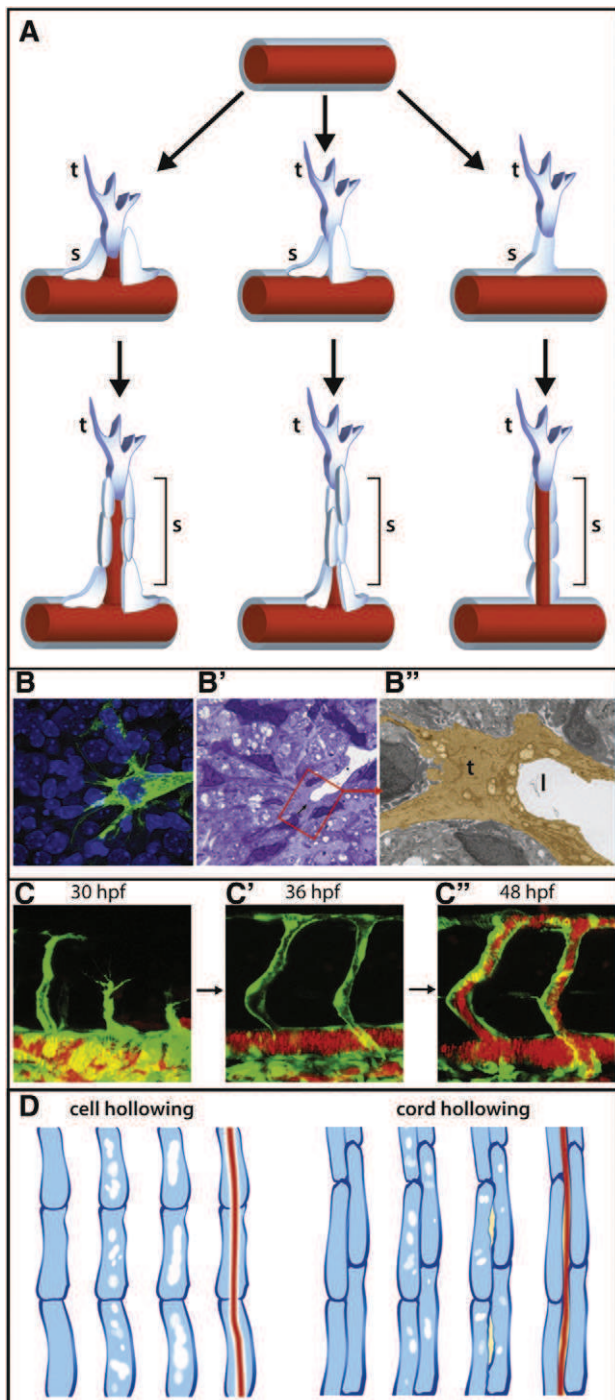 A
t
t
t
s
s
s
t
t
t
s
s
s
B
B'
B"
t
l
C 30 hpf
C' 36 hpf
C" 48 hpf
D
cell hollowing
cord hollowing